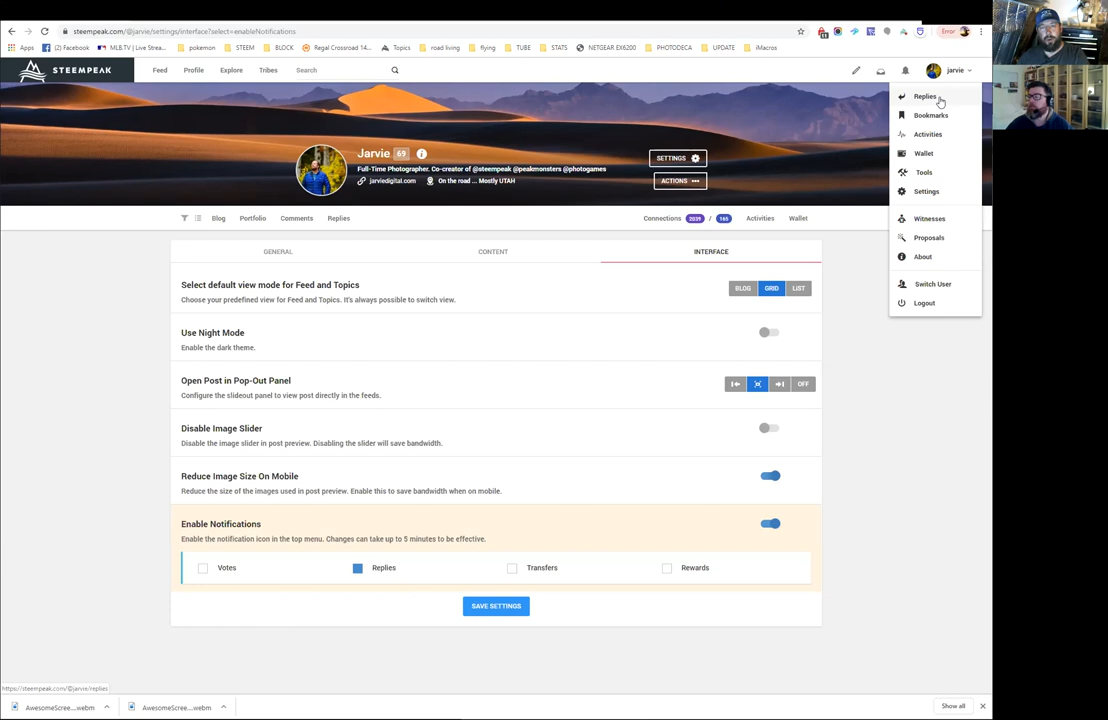 steempeak.com/@jarvie/settings/interface?select=enableNotifications
Error
Apps
(2) Facebook
MLB.TV | Live Strea...
pokemon
STEEM
BLOCK
Regal Crossroad 14...
Topics
road living
flying
TUBE
STATS
NETGEAR EX6200
PHOTODECA
UPDATE
iMacros
STEEMPEAK
Feed
Profile
Explore
Tribes
Search
jarvie
Replies
Bookmarks
Activities
Wallet
Tools
Settings
Witnesses
Proposals
About
Switch User
Logout
Jarvie 69
Full-Time Photographer. Co-creator of @steempeak @peakmonsters @photogames
jarviedigital.com
On the road ... Mostly UTAH
SETTINGS
ACTIONS
Blog
Portfolio
Comments
Replies
Connections 2039 / 165
Activities
Wallet
GENERAL
CONTENT
INTERFACE
Select default view mode for Feed and Topics
Choose your predefined view for Feed and Topics. It's always possible to switch view.
BLOG GRID LIST
Use Night Mode
Enable the dark theme.
Open Post in Pop-Out Panel
Configure the slideout panel to view post directly in the feeds.
OFF
Disable Image Slider
Disable the image slider in post preview. Disabling the slider will save bandwidth.
Reduce Image Size On Mobile
Reduce the size of the images used in post preview. Enable this to save bandwidth when on mobile.
Enable Notifications
Enable the notification icon in the top menu. Changes can take up to 5 minutes to be effective.
Votes
Replies
Transfers
Rewards
SAVE SETTINGS
https://steempeak.com/@jarvie/replies
AwesomeScree....webm
AwesomeScree....webm
Show all